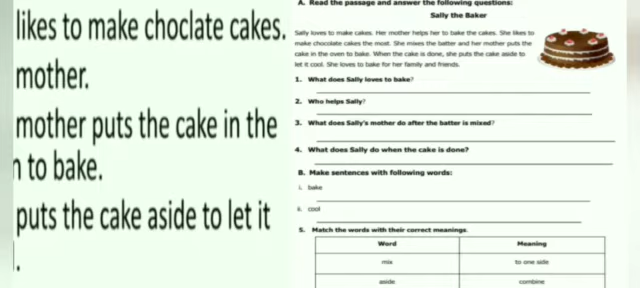 likes to make choclate cakes.
mother.
mother puts the cake in the
n to bake.
puts the cake aside to let it
.
A. Read the passage and answer the following questions:
Sally the Baker
Sally loves to make cakes. Her mother helps her to bake the cakes. She likes to
make chocolate cakes the most. She mixes the batter and her mother puts the
cake in the oven to bake. When the cake is done, she puts the cake aside to
let it cool. She loves to bake for her family and friends.
1. What does Sally loves to bake?
2. Who helps Sally?
3. What does Sally's mother do after the batter is mixed?
4. What does Sally do when the cake is done?
B. Make sentences with following words:
i. bake
ii. cool
5. Match the words with their correct meanings.
Word Meaning
mix to one side
aside combine